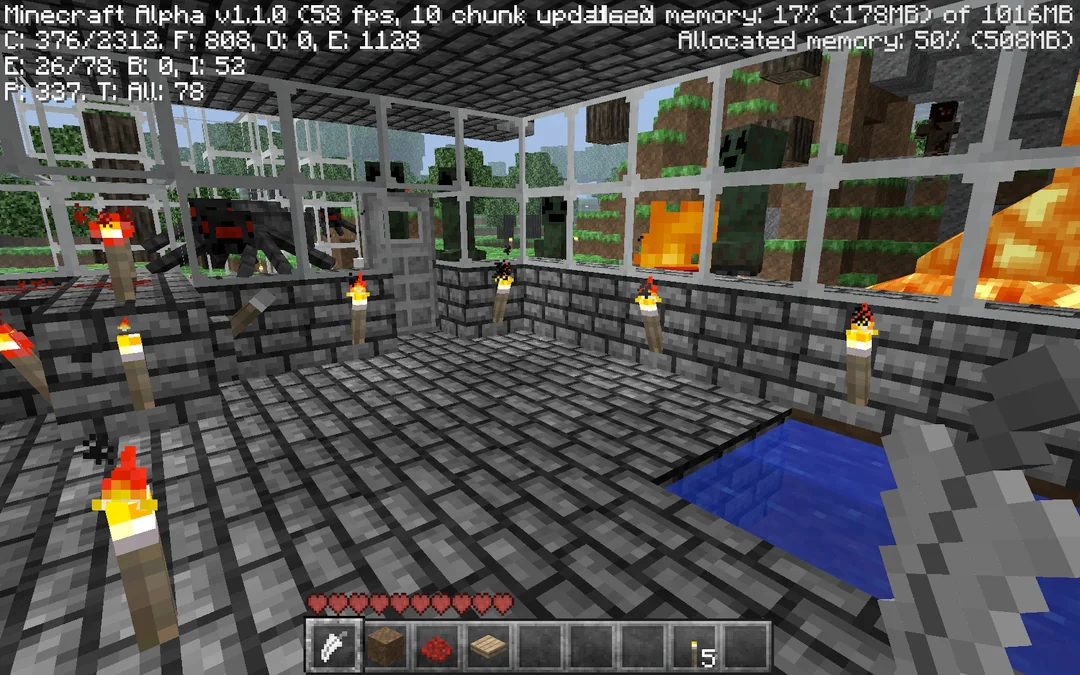 Minecraft Alpha v1.1.0 (58 fps, 10 chunk memory: 17% (178MB) of 1016MB
C: 376/2312. F: 808, O: 0, E: 1128
Allocated memory: 50% (508MB)
E: 26/78. B: 0, I: 52
P: 337, T: All: 78
5